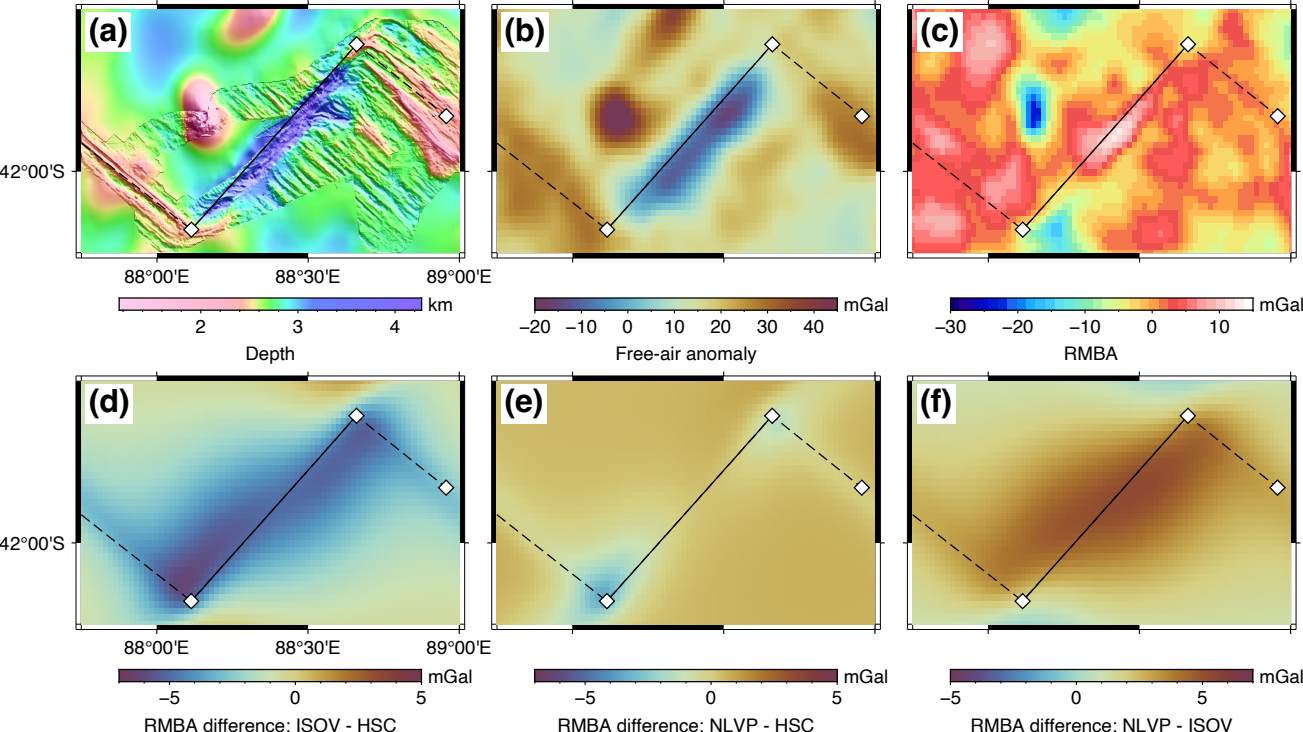 (a)
(b)
(c)
42°00'S
88°00'E 88°30'E 89°00'E
km
2 3 4
Depth
mGal
−20 −10 0 10 20 30 40
Free-air anomaly
mGal
−30 −20 −10 0 10
RMBA
(d)
(e)
(f)
42°00'S
88°00'E 88°30'E 89°00'E
mGal
−5 0 5
RMBA difference: ISOV - HSC
mGal
−5 0 5
RMBA difference: NLVP - HSC
mGal
−5 0 5
RMBA difference: NLVP - ISOV